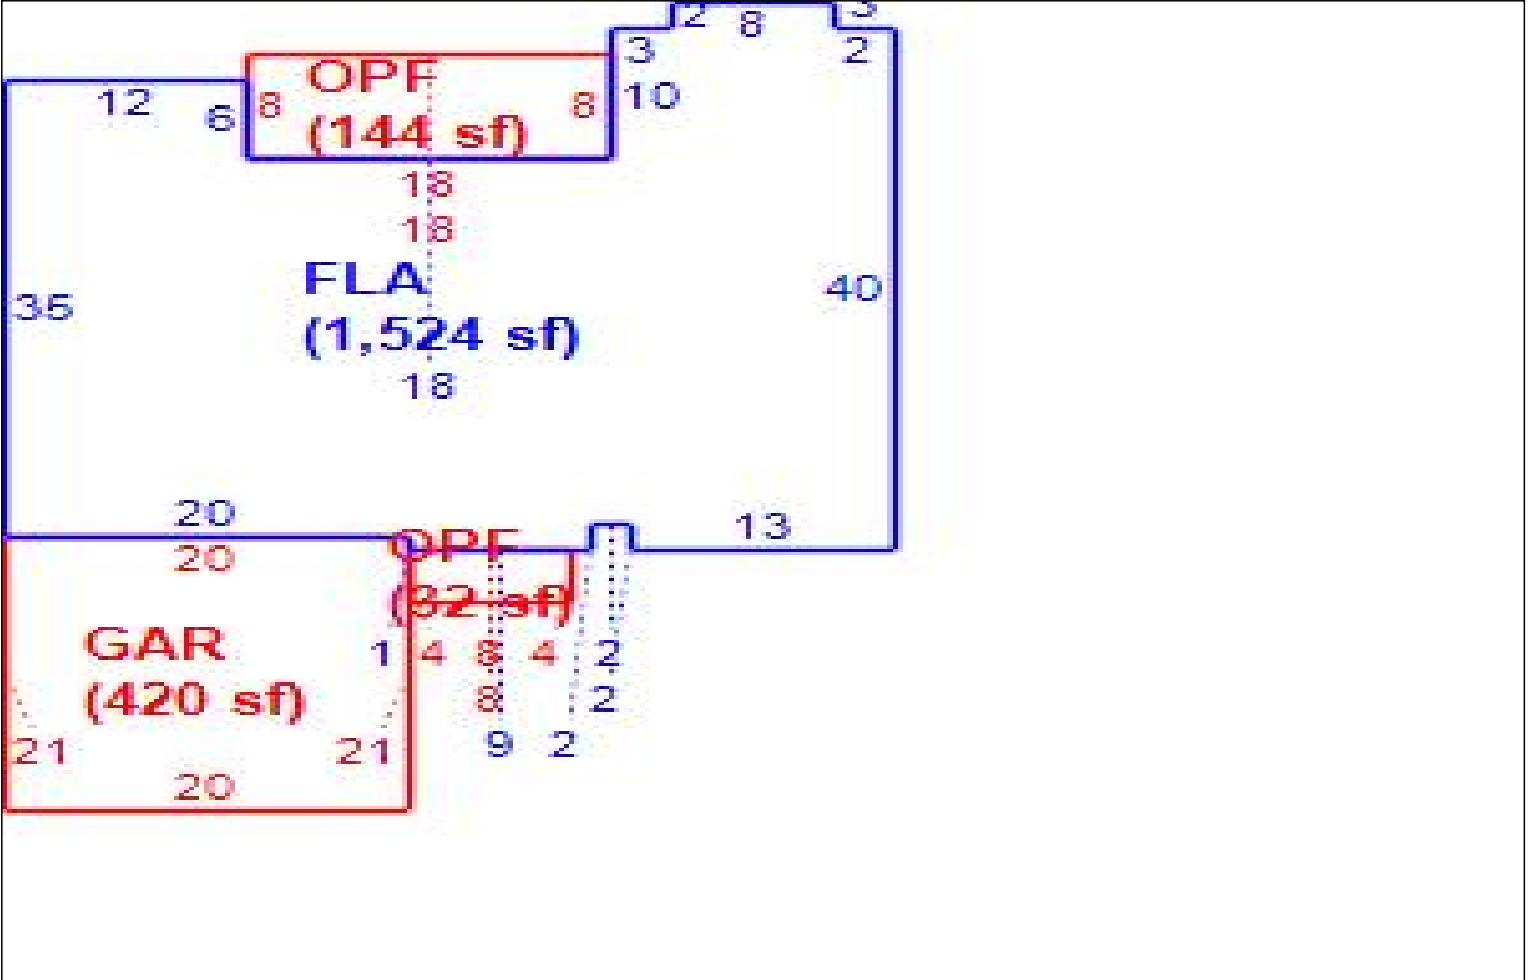 2 8 3
3 2
OPF
12 6 8 8 10
(144 sf)
18
18
FLA
35 40
(1,524 sf)
18
20 13
OPF
20
(32 sf)
GAR
1 4 8 4 2
(420 sf) 8 2
21 21 9 2
20